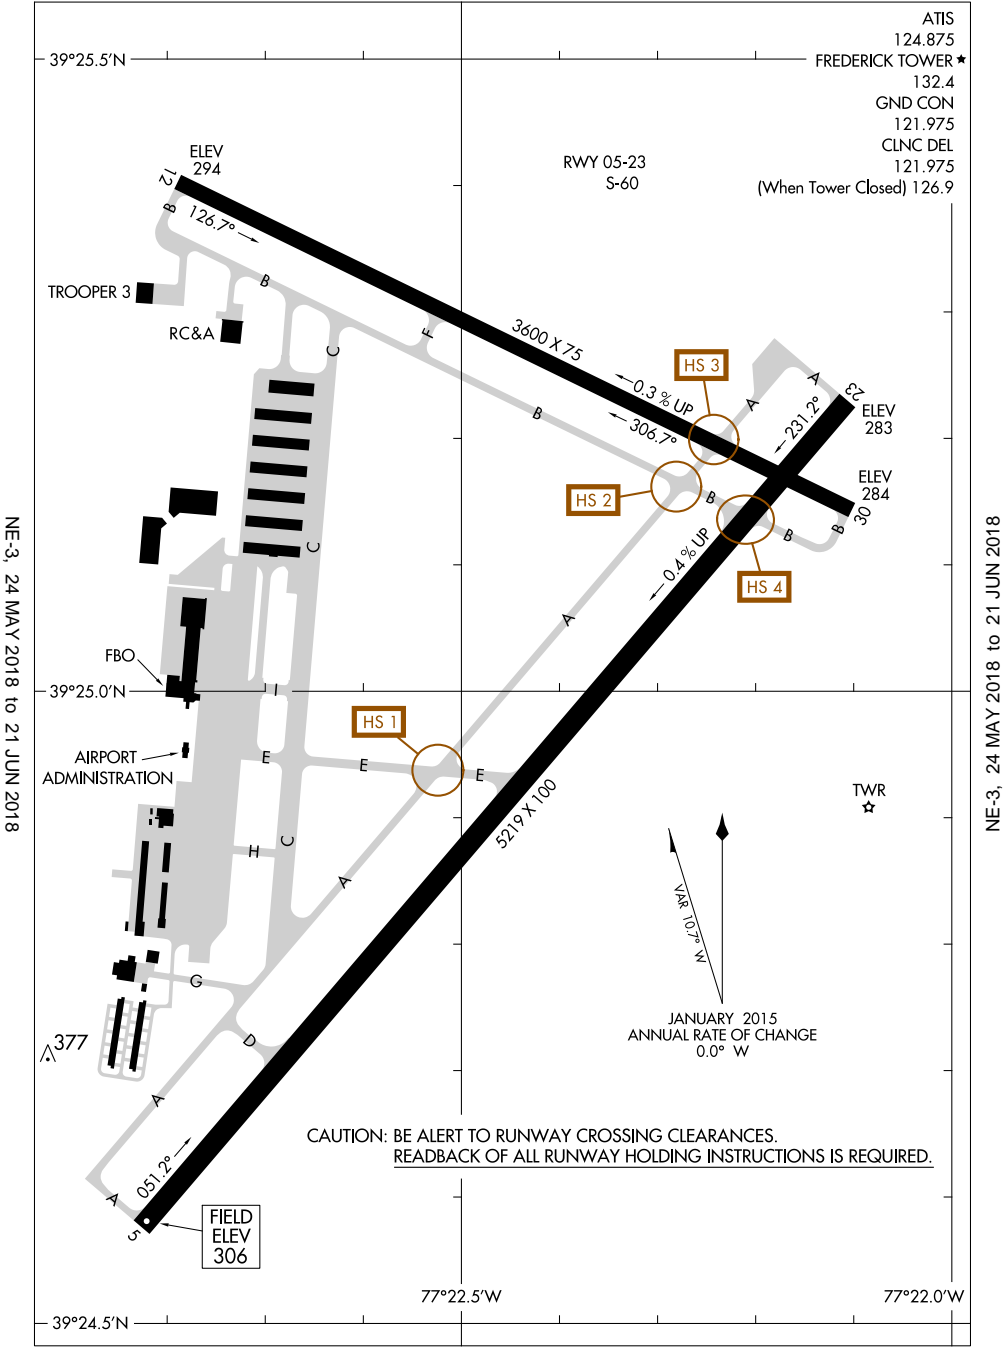 ATIS
124.875
FREDERICK TOWER ★
132.4
GND CON
121.975
CLNC DEL
121.975
(When Tower Closed) 126.9
39°25.5'N
RWY 05-23
S-60
ELEV
294
12
B
126.7°
TROOPER 3
RC&A
B
C
F
3600 X 75
HS 3
0.3 % UP
306.7°
B
A
A
23
231.2°
ELEV
283
ELEV
284
30
HS 2
B
B
B
HS 4
0.4 % UP
C
A
FBO
39°25.0'N
I
HS 1
AIRPORT
ADMINISTRATION
E
E
E
5219 X 100
TWR
H
C
A
VAR 10.7° W
JANUARY 2015
ANNUAL RATE OF CHANGE
0.0° W
G
D
377
A
CAUTION: BE ALERT TO RUNWAY CROSSING CLEARANCES.
READBACK OF ALL RUNWAY HOLDING INSTRUCTIONS IS REQUIRED.
051.2°
A
5
FIELD
ELEV
306
77°22.5'W
77°22.0'W
39°24.5'N
NE-3, 24 MAY 2018 to 21 JUN 2018
NE-3, 24 MAY 2018 to 21 JUN 2018